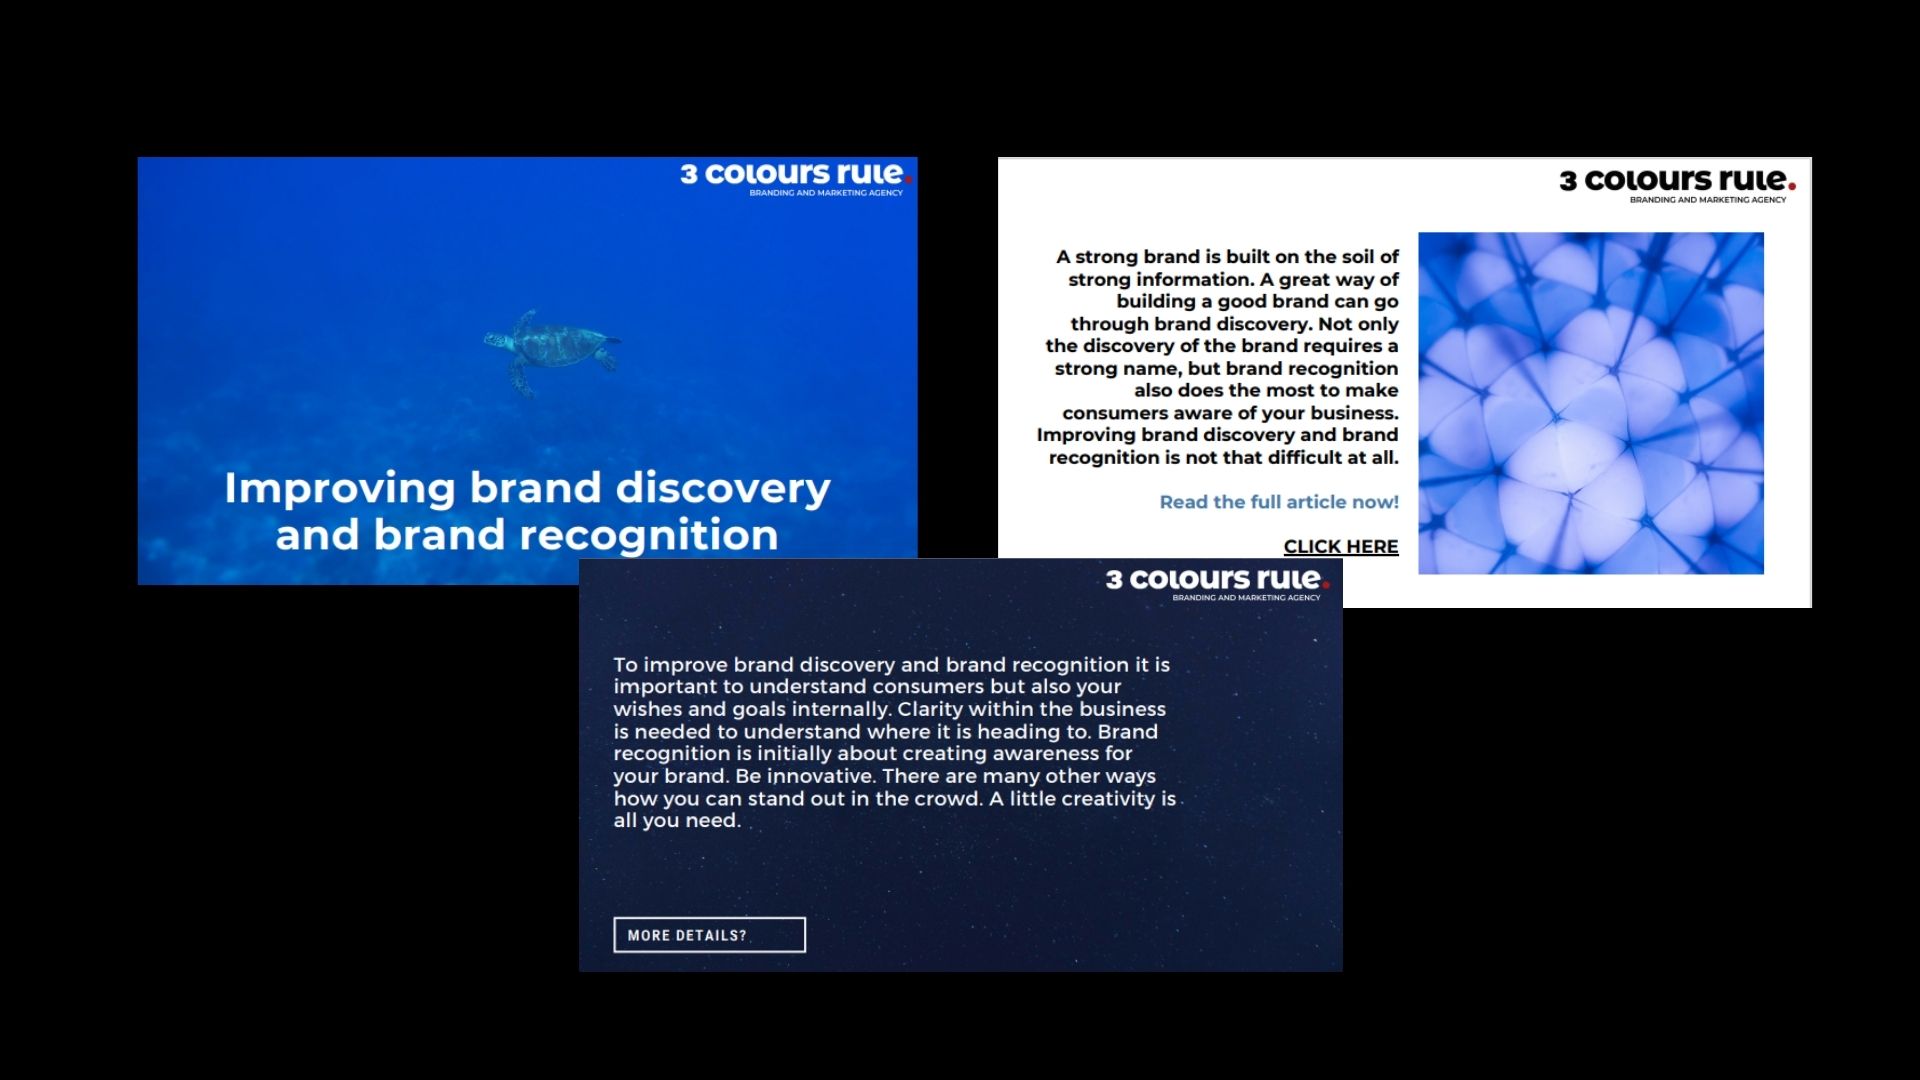 3 colours rule.
BRANDING AND MARKETING AGENCY
Improving brand discovery
and brand recognition
3 colours rule.
BRANDING AND MARKETING AGENCY
A strong brand is built on the soil of
strong information. A great way of
building a good brand can go
through brand discovery. Not only
the discovery of the brand requires a
strong name, but brand recognition
also does the most to make
consumers aware of your business.
Improving brand discovery and brand
recognition is not that difficult at all.
Read the full article now!
CLICK HERE
3 colours rule.
BRANDING AND MARKETING AGENCY
To improve brand discovery and brand recognition it is
important to understand consumers but also your
wishes and goals internally. Clarity within the business
is needed to understand where it is heading to. Brand
recognition is initially about creating awareness for
your brand. Be innovative. There are many other ways
how you can stand out in the crowd. A little creativity is
all you need.
MORE DETAILS?